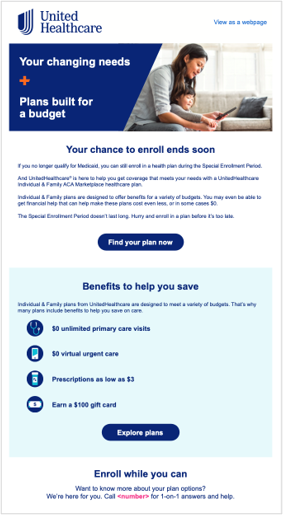 United
Healthcare
View as a webpage
Your changing needs
+
Plans built for
a budget
Your chance to enroll ends soon
If you no longer qualify for Medicaid, you can still enroll in a health plan during the Special Enrollment Period.
And UnitedHealthcare® is here to help you get coverage that meets your needs with a UnitedHealthcare
Individual & Family ACA Marketplace healthcare plan.
Individual & Family plans are designed to offer benefits for a variety of budgets. You may even be able to
get financial help that can help make these plans cost even less, or in some cases $0.
The Special Enrollment Period doesn't last long. Hurry and enroll in a plan before it's too late.
Find your plan now
Benefits to help you save
Individual & Family plans from UnitedHealthcare are designed to meet a variety of budgets. That's why
many plans include benefits to help you save on care.
$0 unlimited primary care visits
$0 virtual urgent care
Prescriptions as low as $3
$ Earn a $100 gift card
Explore plans
Enroll while you can
Want to know more about your plan options?
We're here for you. Call <number> for 1-on-1 answers and help.